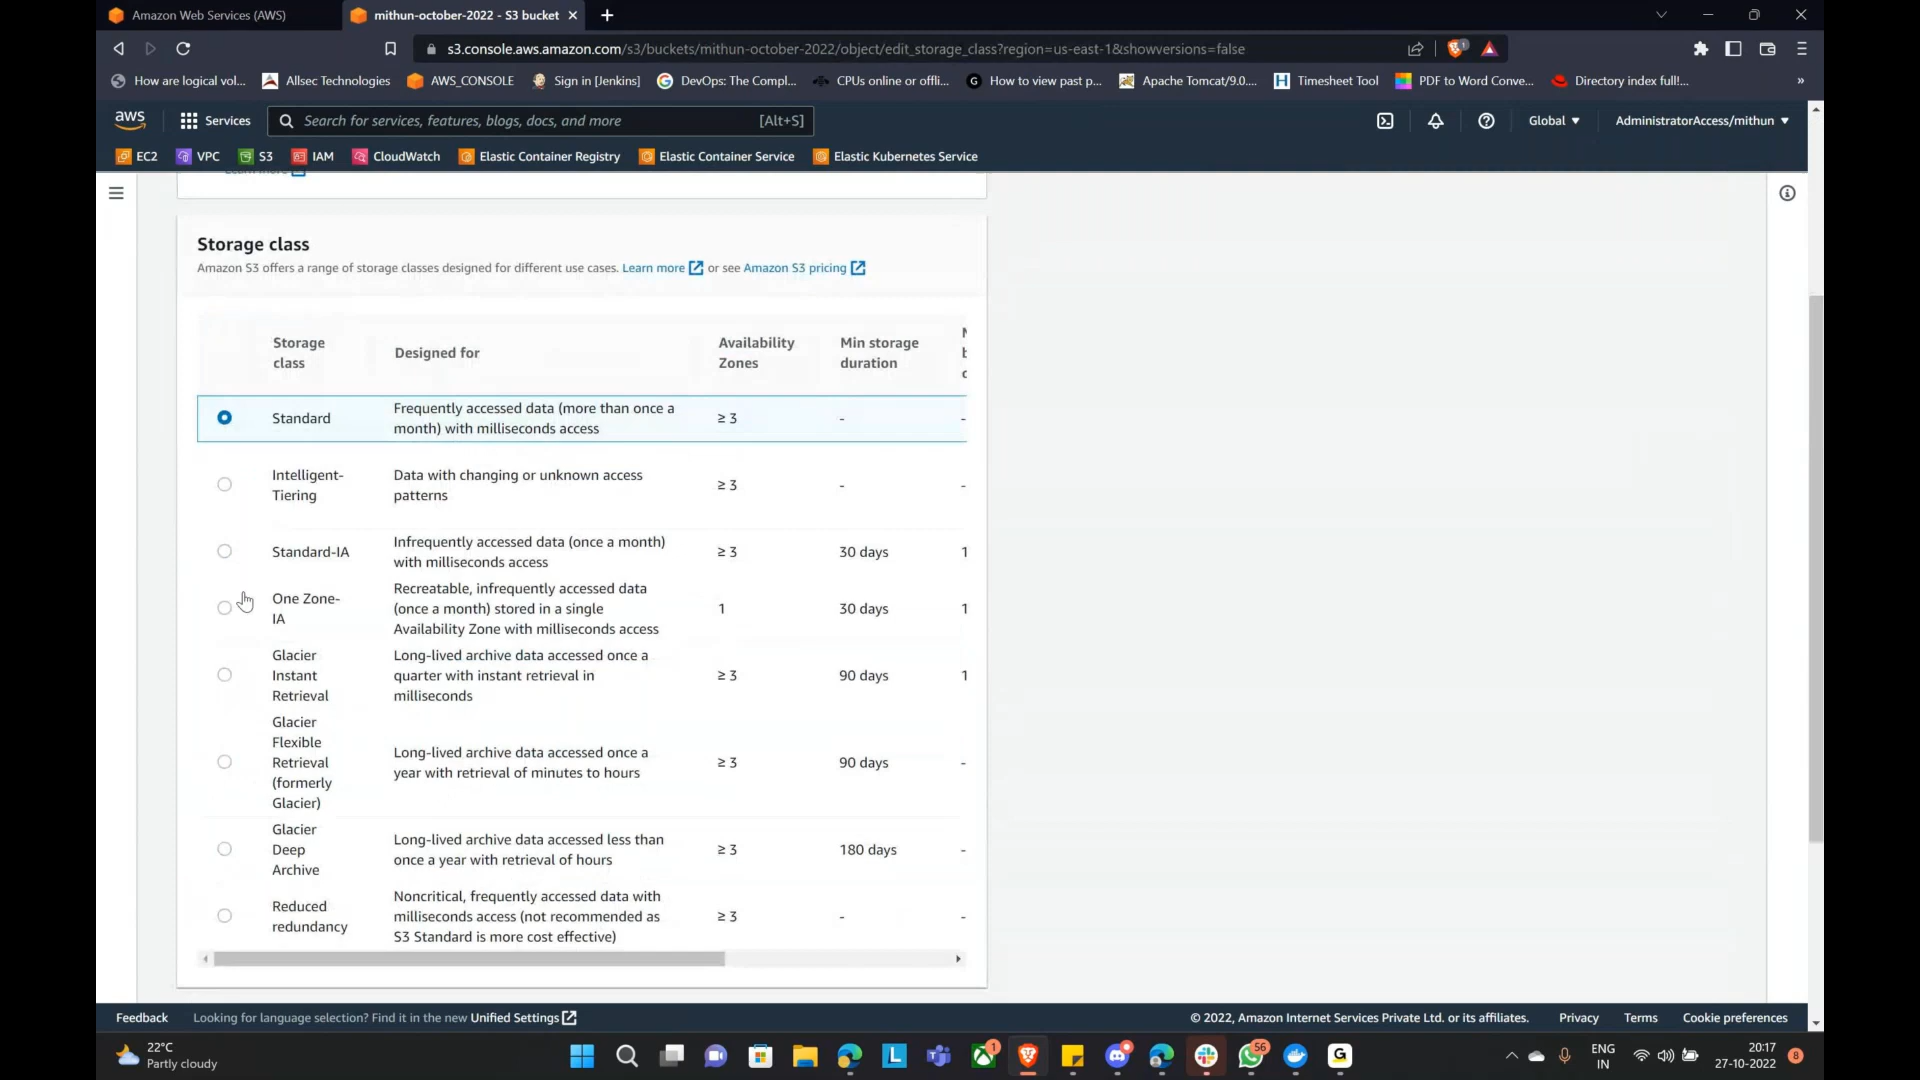 Amazon Web Services (AWS)
mithun-october-2022 - S3 bucket
s3.console.aws.amazon.com/s3/buckets/mithun-october-2022/object/edit_storage_class?region=us-east-1&showversions=false
How are logical vol... Allsec Technologies AWS_CONSOLE Sign in [Jenkins] DevOps: The Compl... CPUs online or offli... How to view past p... Apache Tomcat/9.0.... Timesheet Tool PDF to Word Conve... Directory index full!... »
aws Services Search for services, features, blogs, docs, and more [Alt+S] Global AdministratorAccess/mithun
EC2 VPC S3 IAM CloudWatch Elastic Container Registry Elastic Container Service Elastic Kubernetes Service
Learn more
Storage class
Amazon S3 offers a range of storage classes designed for different use cases. Learn more or see Amazon S3 pricing
Storage
class
Designed for
Availability
Zones
Min storage
duration
Standard
Frequently accessed data (more than once a
month) with milliseconds access
≥ 3
-
-
Intelligent-
Tiering
Data with changing or unknown access
patterns
≥ 3
-
-
Standard-IA
Infrequently accessed data (once a month)
with milliseconds access
≥ 3
30 days
1
One Zone-
IA
Recreatable, infrequently accessed data
(once a month) stored in a single
Availability Zone with milliseconds access
1
30 days
1
Glacier
Instant
Retrieval
Long-lived archive data accessed once a
quarter with instant retrieval in
milliseconds
≥ 3
90 days
1
Glacier
Flexible
Retrieval
(formerly
Glacier)
Long-lived archive data accessed once a
year with retrieval of minutes to hours
≥ 3
90 days
-
Glacier
Deep
Archive
Long-lived archive data accessed less than
once a year with retrieval of hours
≥ 3
180 days
-
Reduced
redundancy
Noncritical, frequently accessed data with
milliseconds access (not recommended as
S3 Standard is more cost effective)
≥ 3
-
-
Feedback Looking for language selection? Find it in the new Unified Settings © 2022, Amazon Internet Services Private Ltd. or its affiliates. Privacy Terms Cookie preferences
22°C
Partly cloudy
1
56
ENG
IN
20:17
27-10-2022
8